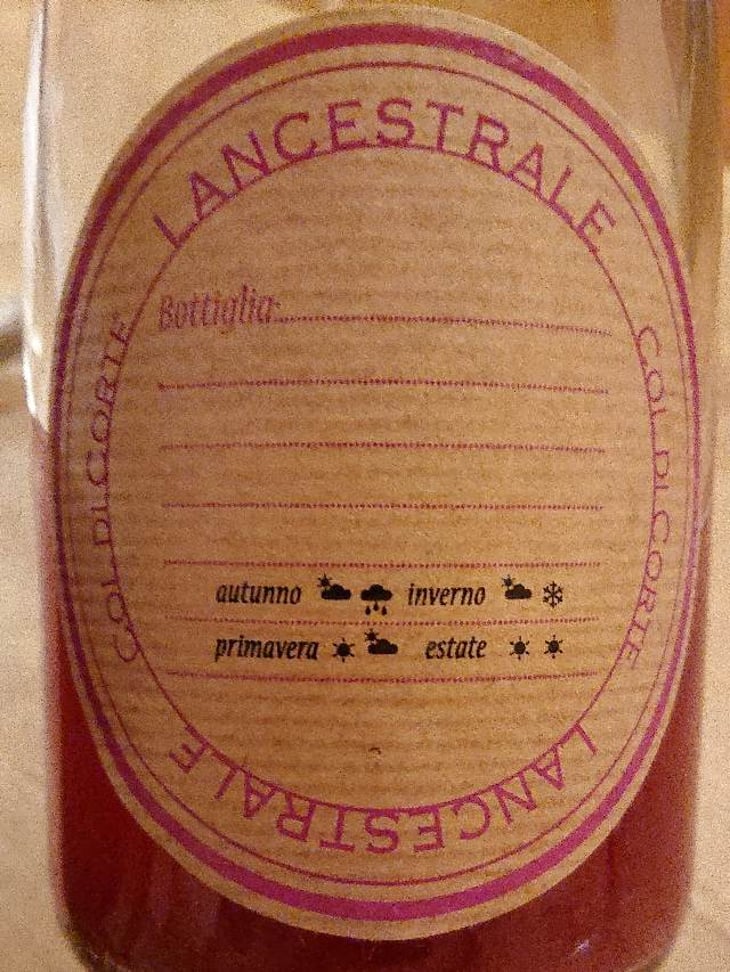 LANCESTRALE
Bottiglia
COL DI CORTE
COL DI CORTE
autunno inverno
primavera estate
LANCESTRALE